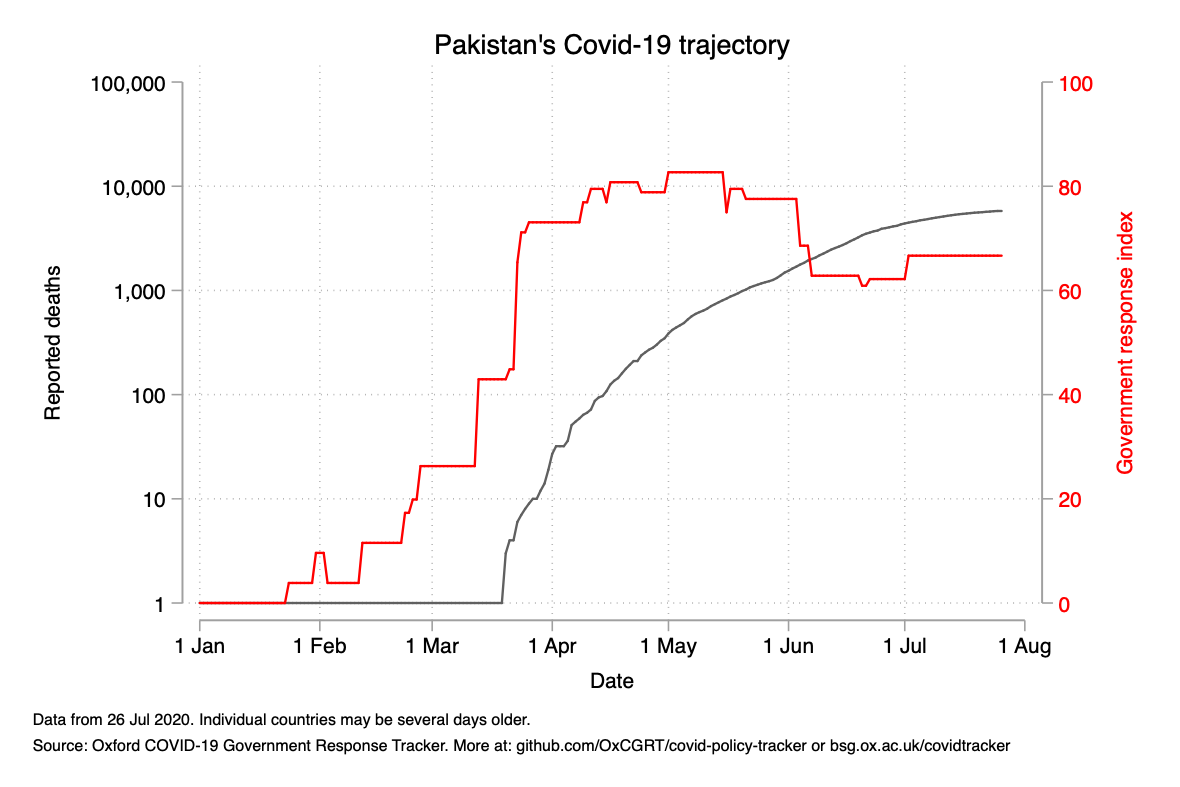 Pakistan's Covid-19 trajectory
100,000
10,000
1,000
100
10
1
Reported deaths
100
80
60
40
20
0
Government response index
1 Jan
1 Feb
1 Mar
1 Apr
1 May
1 Jun
1 Jul
1 Aug
Date
Data from 26 Jul 2020. Individual countries may be several days older.
Source: Oxford COVID-19 Government Response Tracker. More at: github.com/OxCGRT/covid-policy-tracker or bsg.ox.ac.uk/covidtracker